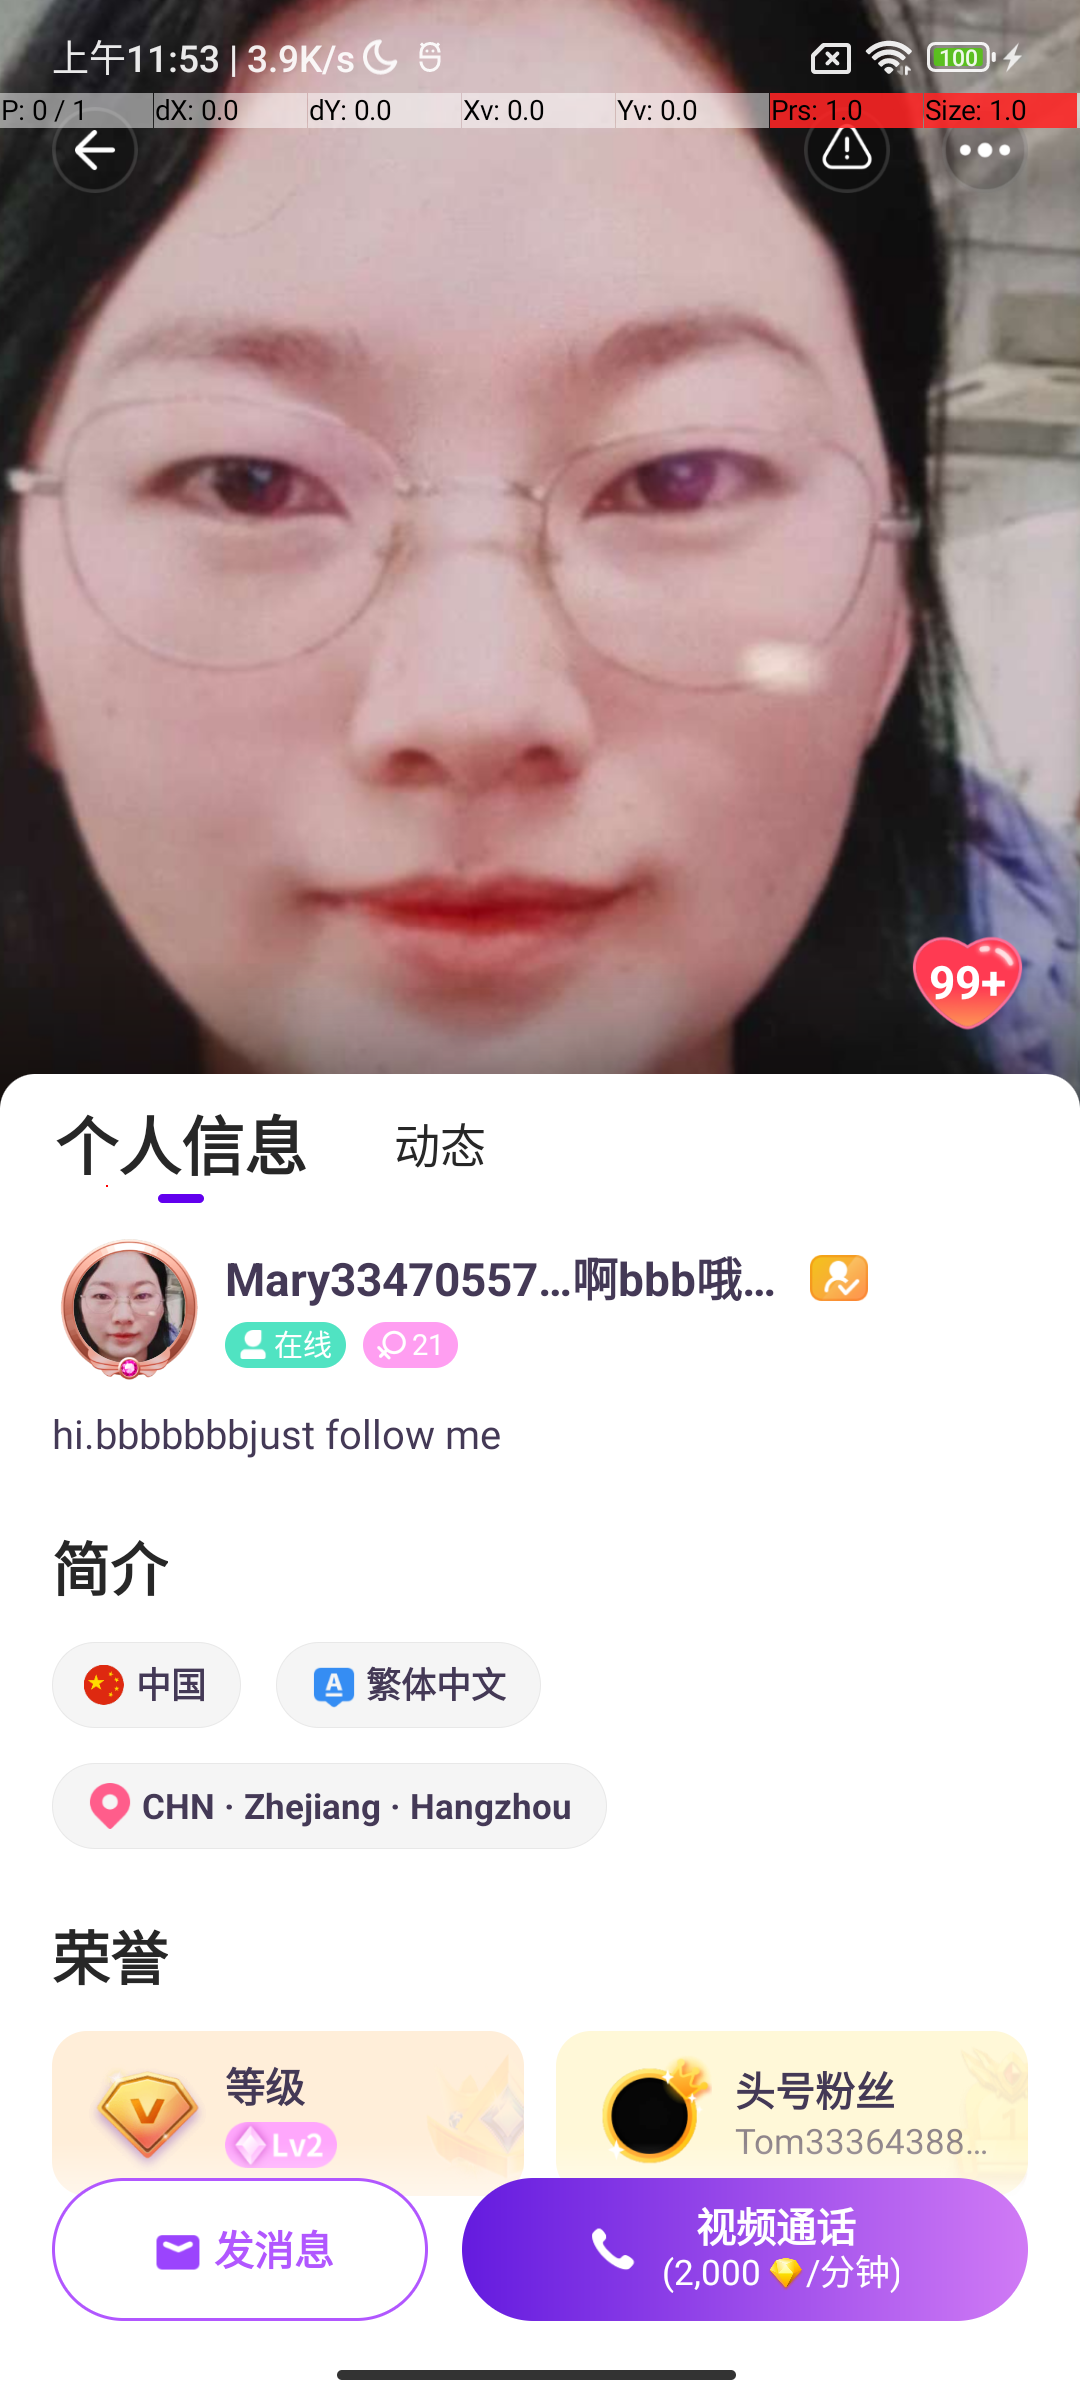 上午11:53 | 3.9K/s 100
P: 0 / 1 dX: 0.0 dY: 0.0 Xv: 0.0 Yv: 0.0 Prs: 1.0 Size: 1.0
99+
个人信息 动态
Mary33470557...啊bbb哦...
在线 21
hi.bbbbbbbjust follow me
简介
中国 A 繁体中文
CHN · Zhejiang · Hangzhou
荣誉
等级 头号粉丝
V Lv2 Tom33364388...
发消息 视频通话
(2,000 /分钟)